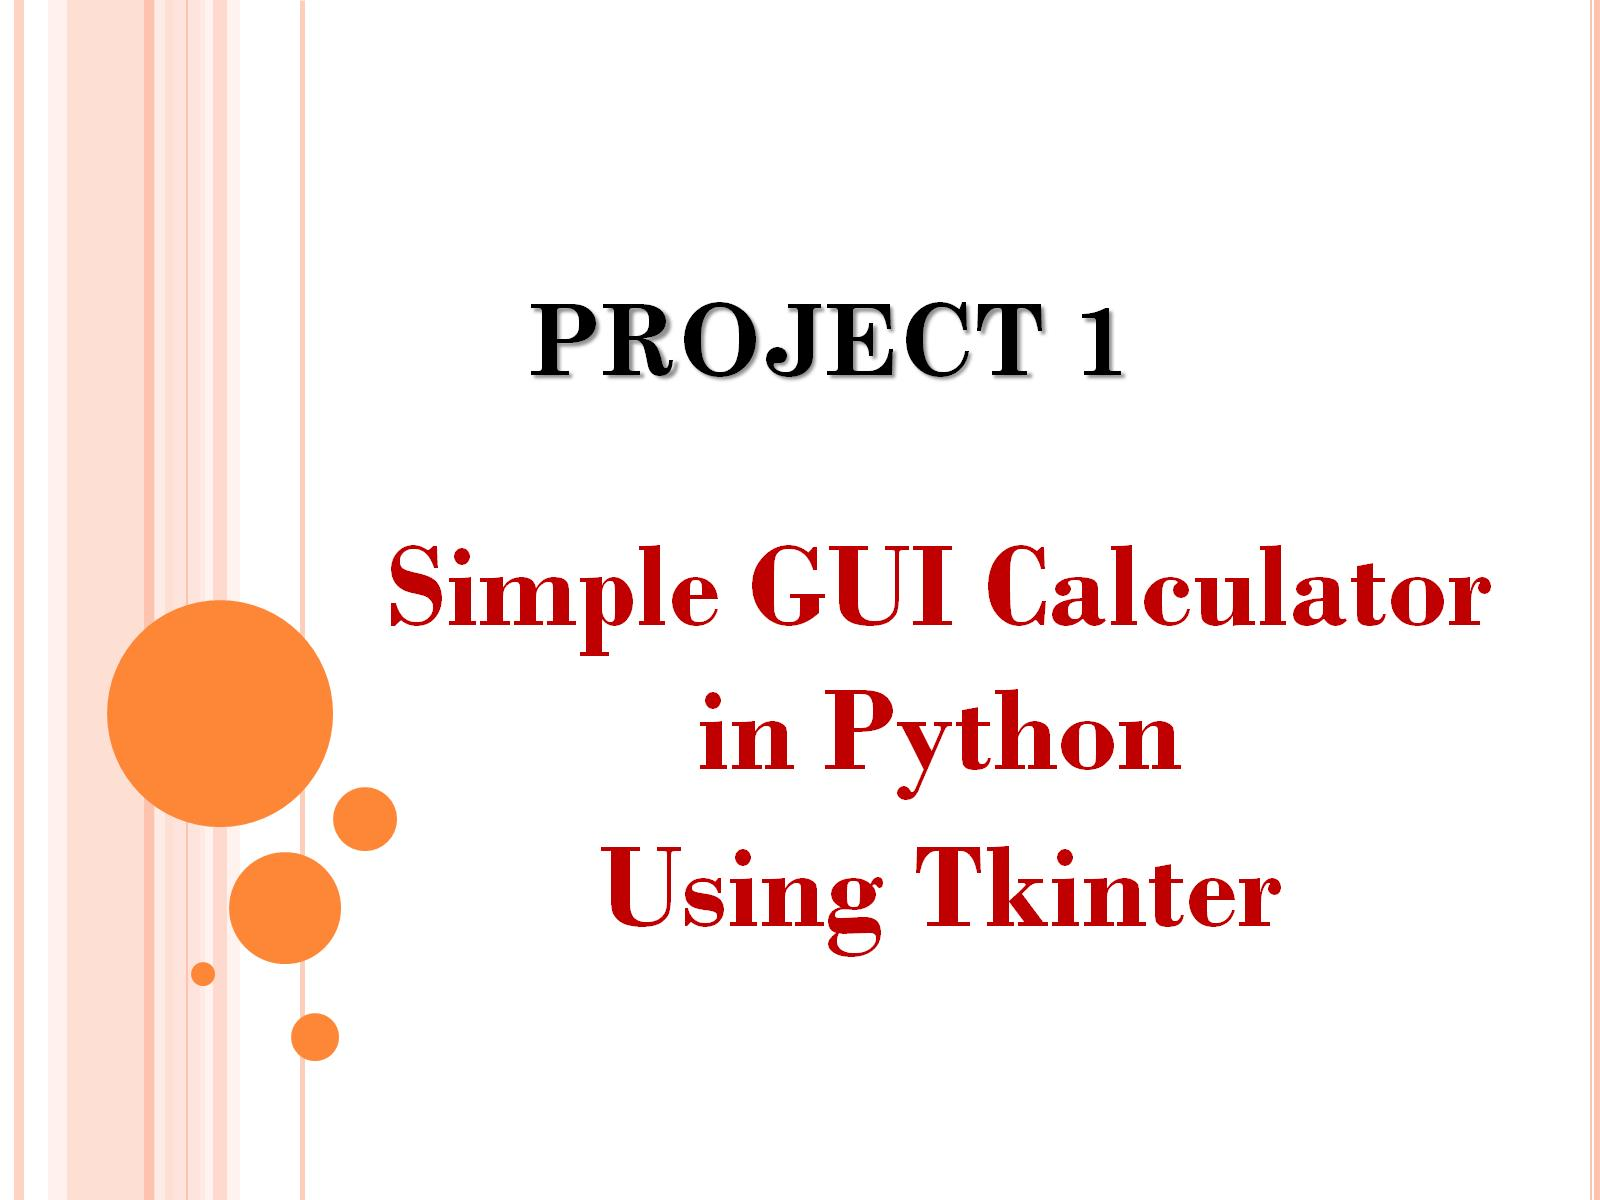 PROJECT 1
Simple GUI Calculator
in Python
Using Tkinter